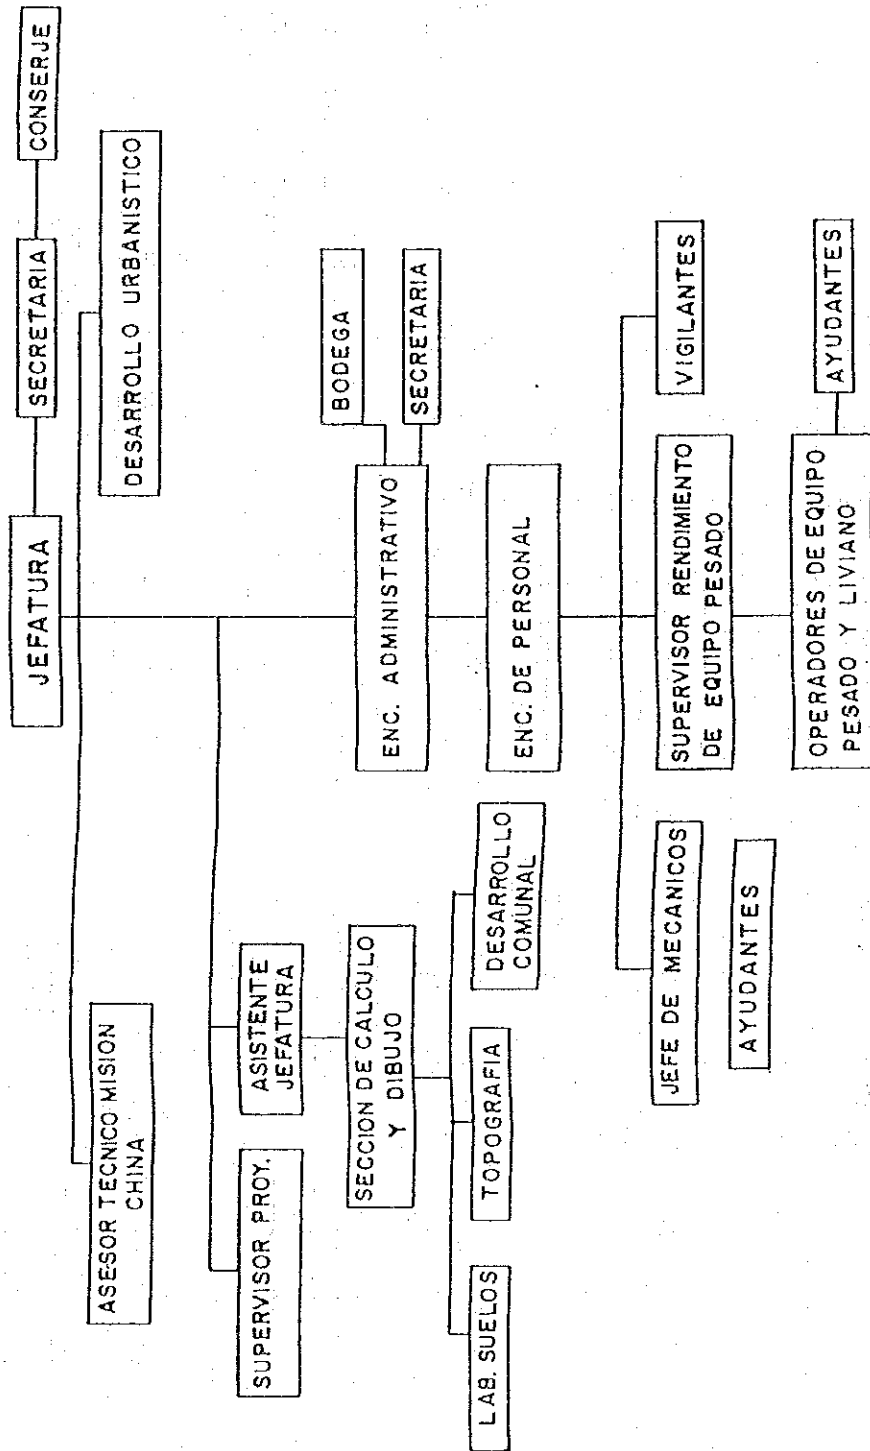 JEFATURA
SECRETARIA
CONSERJE
ASESOR TECNICO MISION
CHINA
DESARROLLO URBANISTICO
SUPERVISOR PROY.
ASISTENTE
JEFATURA
SECCION DE CALCULO
Y DIBUJO
LAB. SUELOS
TOPOGRAFIA
DESARROLLO
COMUNAL
BODEGA
SECRETARIA
ENC. ADMINISTRATIVO
ENC. DE PERSONAL
JEFE DE MECANICOS
AYUDANTES
SUPERVISOR RENDIMIENTO
DE EQUIPO PESADO
VIGILANTES
OPERADORES DE EQUIPO
PESADO Y LIVIANO
AYUDANTES